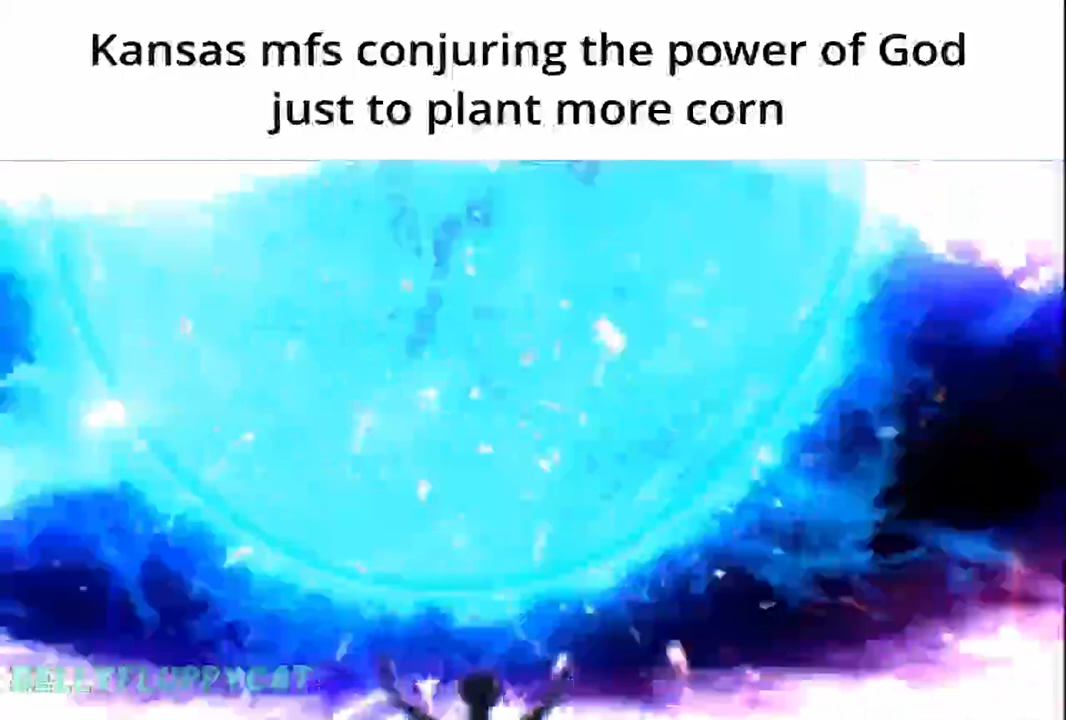 Kansas mfs conjuring the power of God
just to plant more corn